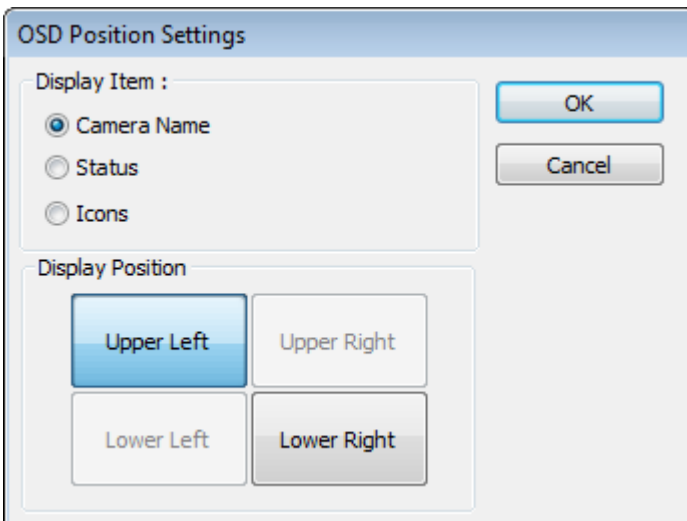 OSD Position Settings
Display Item :
Camera Name
Status
Icons
OK
Cancel
Display Position
Upper Left
Upper Right
Lower Left
Lower Right